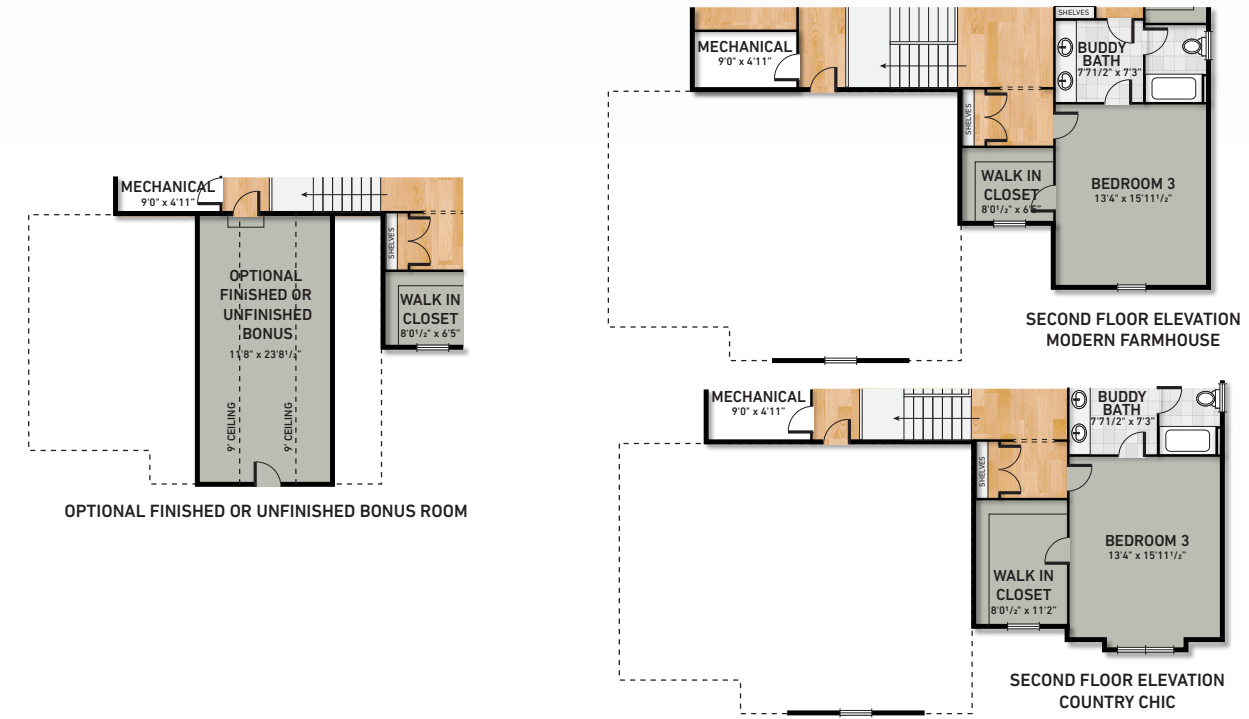 MECHANICAL
9'0" x 4'11"
SHELVES
WALK IN
CLOSET
8'0 1/2" x 6'5"
OPTIONAL
FINiSHED OR
UNFINISHED
BONUS
11'8" x 23'8 1/2"
9' CEILING
9' CEILING
OPTIONAL FINISHED OR UNFINISHED BONUS ROOM
SHELVES
MECHANICAL
9'0" x 4'11"
BUDDY
BATH
7'7 1/2" x 7'3"
SHELVES
WALK IN
CLOSET
8'0 1/2" x 6'5"
BEDROOM 3
13'4" x 15'11 1/2"
SECOND FLOOR ELEVATION
MODERN FARMHOUSE
MECHANICAL
9'0" x 4'11"
BUDDY
BATH
7'7 1/2" x 7'3"
SHELVES
BEDROOM 3
13'4" x 15'11 1/2"
WALK IN
CLOSET
8'0 1/2" x 11'2"
SECOND FLOOR ELEVATION
COUNTRY CHIC